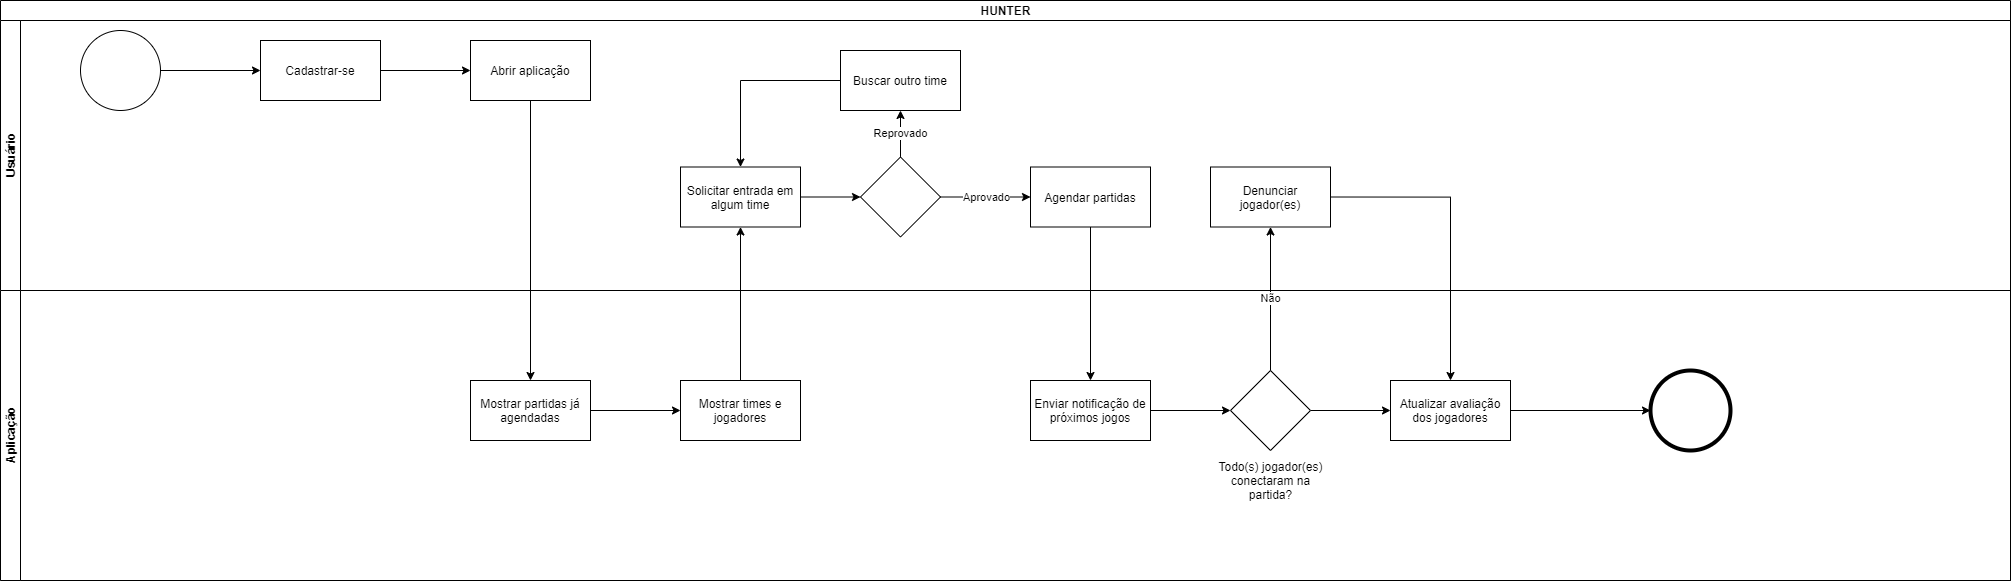 HUNTER
Usuário
Cadastrar-se
Abrir aplicação
Buscar outro time
Reprovado
Solicitar entrada em
algum time
Aprovado
Agendar partidas
Denunciar
jogador(es)
Não
Aplicação
Mostrar partidas já
agendadas
Mostrar times e
jogadores
Enviar notificação de
próximos jogos
Todo(s) jogador(es)
conectaram na
partida?
Atualizar avaliação
dos jogadores